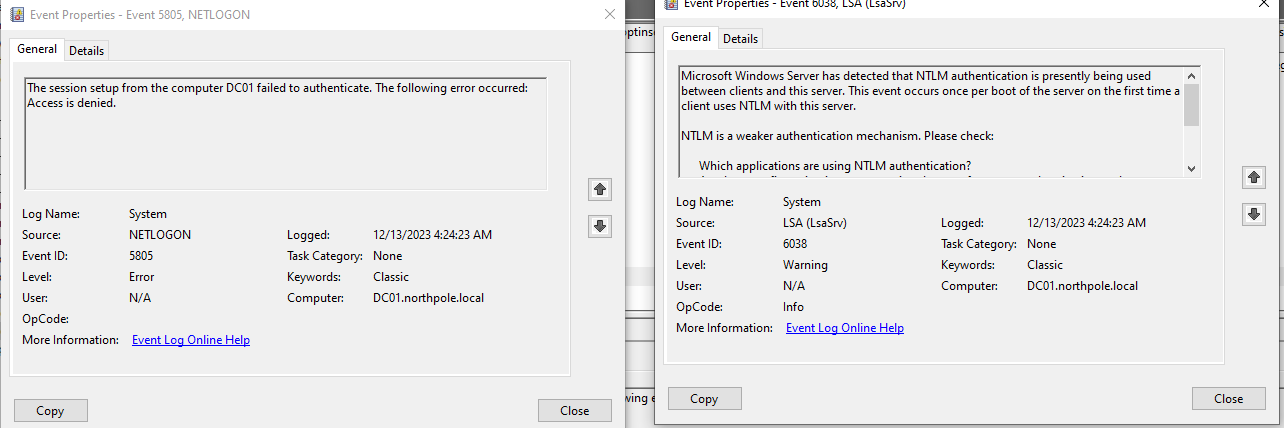 Event Properties - Event 5805, NETLOGON
General
Details
The session setup from the computer DC01 failed to authenticate. The following error occurred:
Access is denied.
Log Name: System
Source: NETLOGON Logged: 12/13/2023 4:24:23 AM
Event ID: 5805 Task Category: None
Level: Error Keywords: Classic
User: N/A Computer: DC01.northpole.local
OpCode:
More Information: Event Log Online Help
Copy
Close
Event Properties - Event 6038, LSA (LsaSrv)
General
Details
Microsoft Windows Server has detected that NTLM authentication is presently being used
between clients and this server. This event occurs once per boot of the server on the first time a
client uses NTLM with this server.
NTLM is a weaker authentication mechanism. Please check:
Which applications are using NTLM authentication?
Log Name: System
Source: LSA (LsaSrv) Logged: 12/13/2023 4:24:23 AM
Event ID: 6038 Task Category: None
Level: Warning Keywords: Classic
User: N/A Computer: DC01.northpole.local
OpCode: Info
More Information: Event Log Online Help
Copy
Close